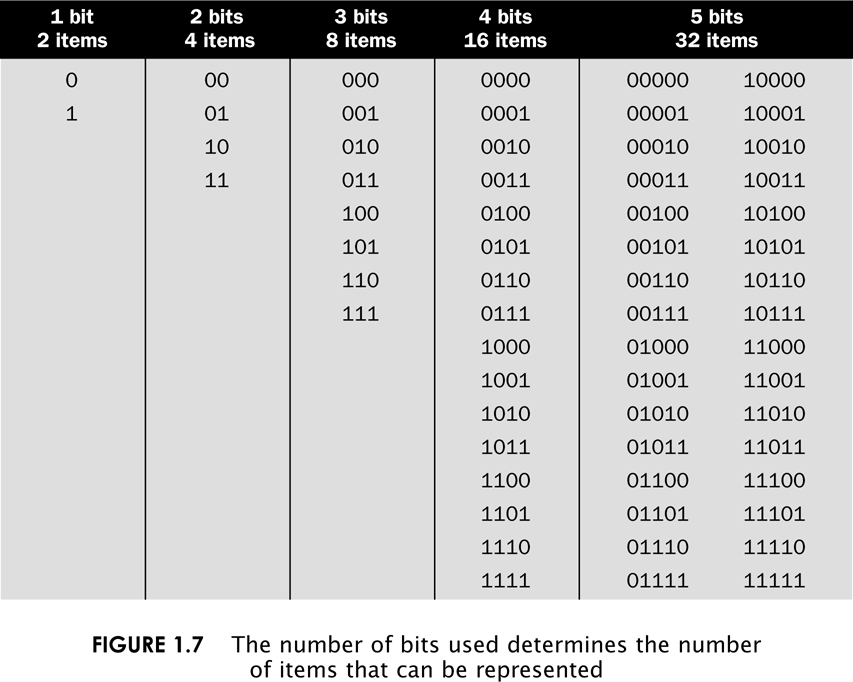 1 bit 2 bits 3 bits 4 bits 5 bits
2 items 4 items 8 items 16 items 32 items
0 00 000 0000 00000 10000
1 01 001 0001 00001 10001
10 010 0010 00010 10010
11 011 0011 00011 10011
100 0100 00100 10100
101 0101 00101 10101
110 0110 00110 10110
111 0111 00111 10111
1000 01000 11000
1001 01001 11001
1010 01010 11010
1011 01011 11011
1100 01100 11100
1101 01101 11101
1110 01110 11110
1111 01111 11111
FIGURE 1.7 The number of bits used determines the number
of items that can be represented